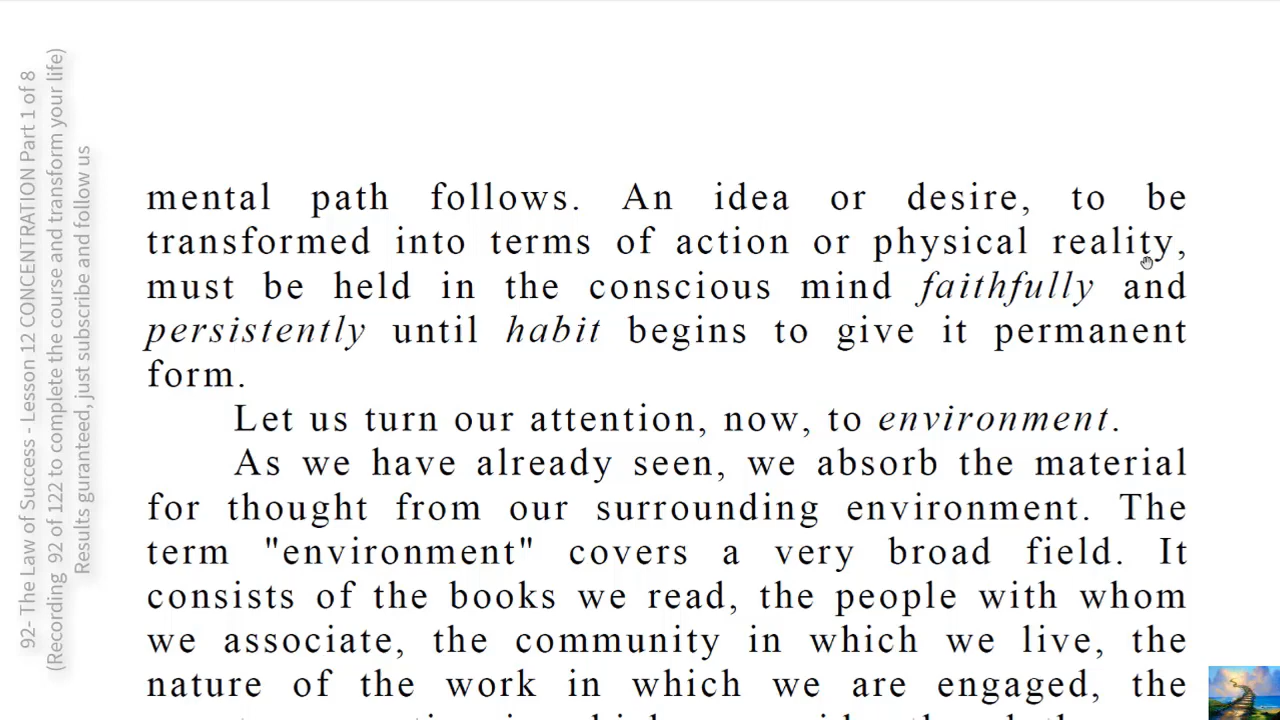 92- The Law of Success - Lesson 12 CONCENTRATION Part 1 of 8
(Recording 92 of 122 to complete the course and transform your life)
Results guranteed, just subscribe and follow us
mental path follows. An idea or desire, to be
transformed into terms of action or physical reality,
must be held in the conscious mind faithfully and
persistently until habit begins to give it permanent
form.
Let us turn our attention, now, to environment.
As we have already seen, we absorb the material
for thought from our surrounding environment. The
term "environment" covers a very broad field. It
consists of the books we read, the people with whom
we associate, the community in which we live, the
nature of the work in which we are engaged, the